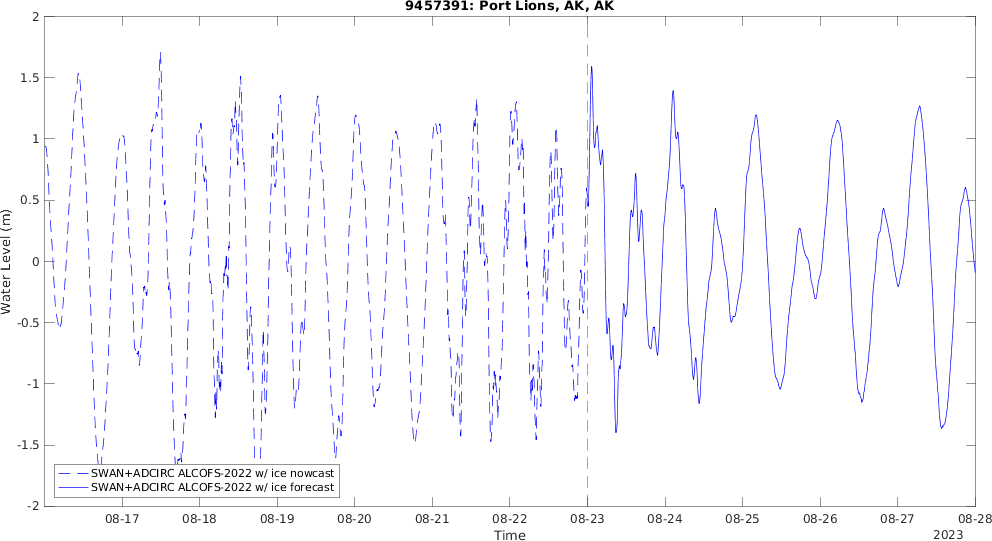 9457391: Port Lions, AK, AK
Water Level (m)
2
1.5
1
0.5
0
-0.5
-1
-1.5
-2
SWAN+ADCIRC ALCOFS-2022 w/ ice nowcast
SWAN+ADCIRC ALCOFS-2022 w/ ice forecast
08-17 08-18 08-19 08-20 08-21 08-22 08-23 08-24 08-25 08-26 08-27 08-28
Time
2023